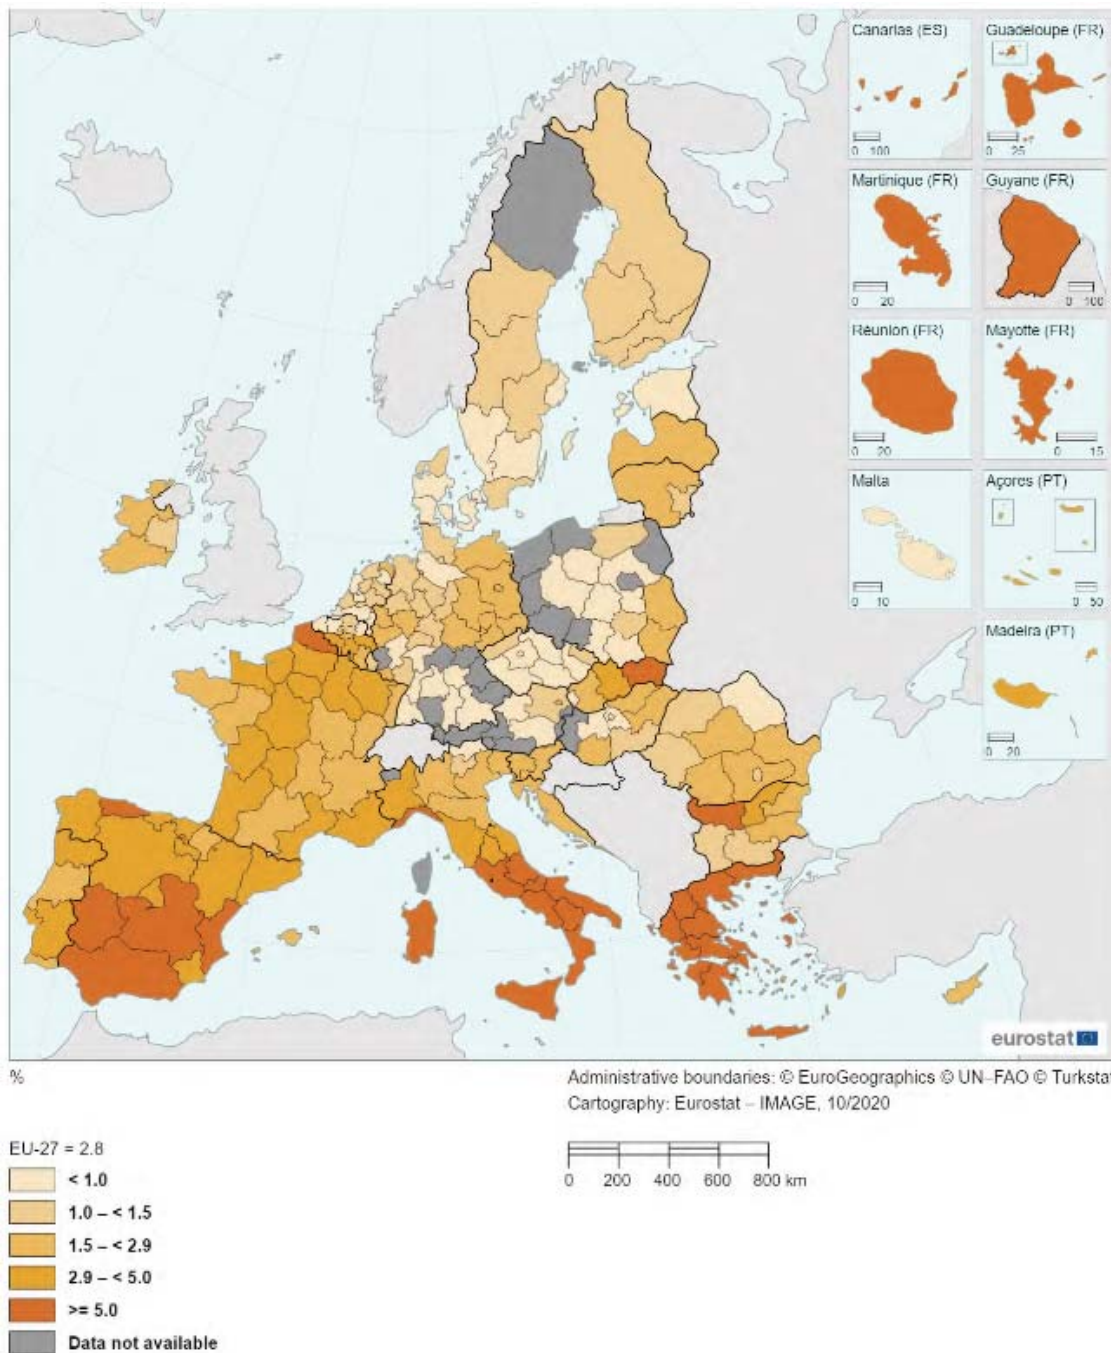 Canarias (ES)
0 100
Guadeloupe (FR)
0 25
Martinique (FR)
0 20
Guyane (FR)
0 100
Réunion (FR)
0 20
Mayotte (FR)
0 15
Malta
0 10
Açores (PT)
0 50
Madeira (PT)
0 20
eurostat
%
Administrative boundaries: © EuroGeographics © UN–FAO © Turkstat
Cartography: Eurostat – IMAGE, 10/2020
0 200 400 600 800 km
EU-27 = 2.8
< 1.0
1.0 – < 1.5
1.5 – < 2.9
2.9 – < 5.0
>= 5.0
Data not available